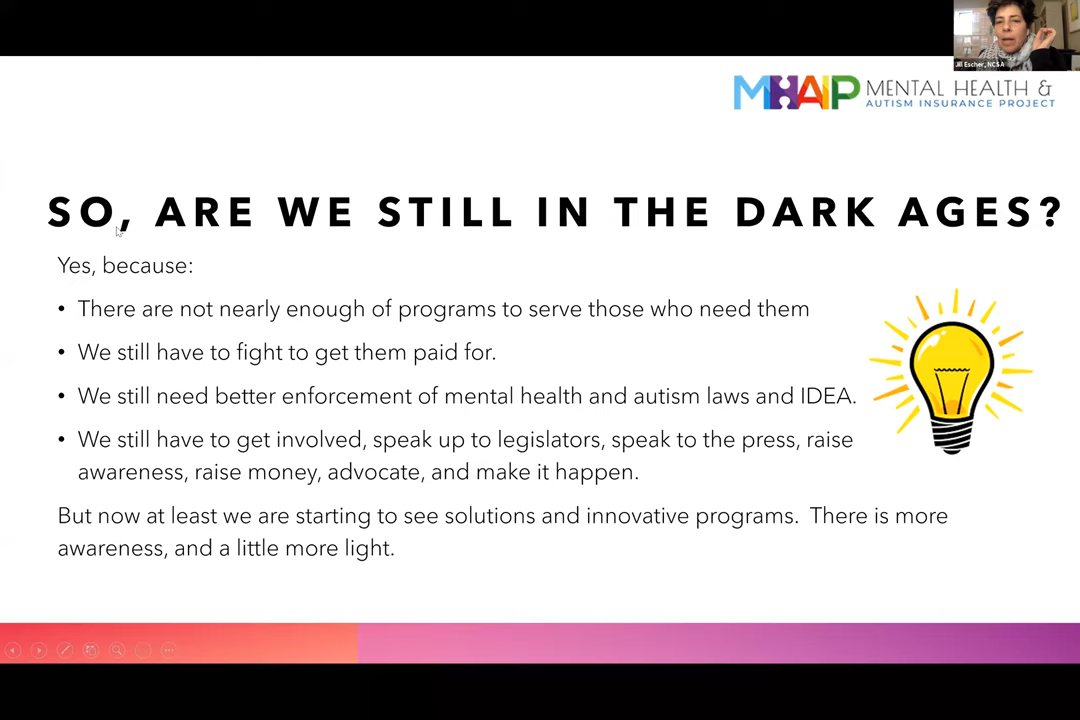 Jill Escher, NCSA
MHAIP MENTAL HEALTH &
AUTISM INSURANCE PROJECT
SO, ARE WE STILL IN THE DARK AGES?
Yes, because:
• There are not nearly enough of programs to serve those who need them
• We still have to fight to get them paid for.
• We still need better enforcement of mental health and autism laws and IDEA.
• We still have to get involved, speak up to legislators, speak to the press, raise
awareness, raise money, advocate, and make it happen.
But now at least we are starting to see solutions and innovative programs.  There is more
awareness, and a little more light.